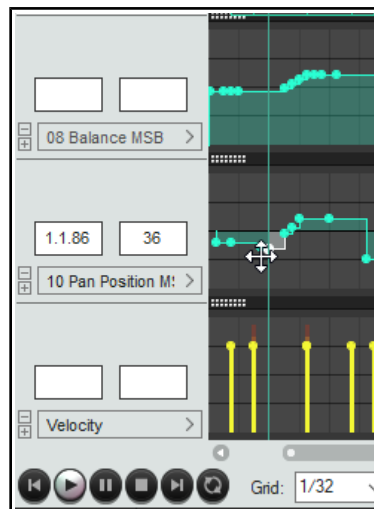 08 Balance MSB
1.1.86 36
10 Pan Position M
Velocity
Grid: 1/32